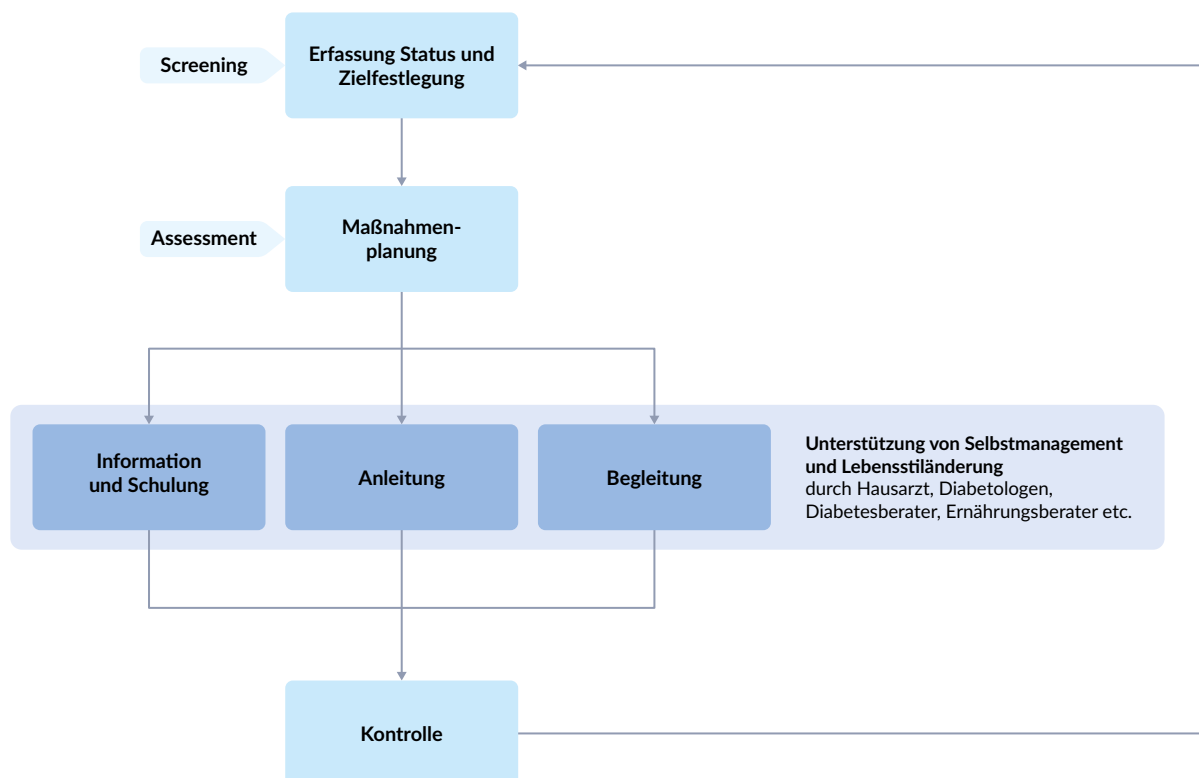 Screening
Erfassung Status und
Zielfestlegung
Assessment
Maßnahmen-
planung
Information
und Schulung
Anleitung
Begleitung
Unterstützung von Selbstmanagement
und Lebensstiländerung
durch Hausarzt, Diabetologen,
Diabetesberater, Ernährungsberater etc.
Kontrolle